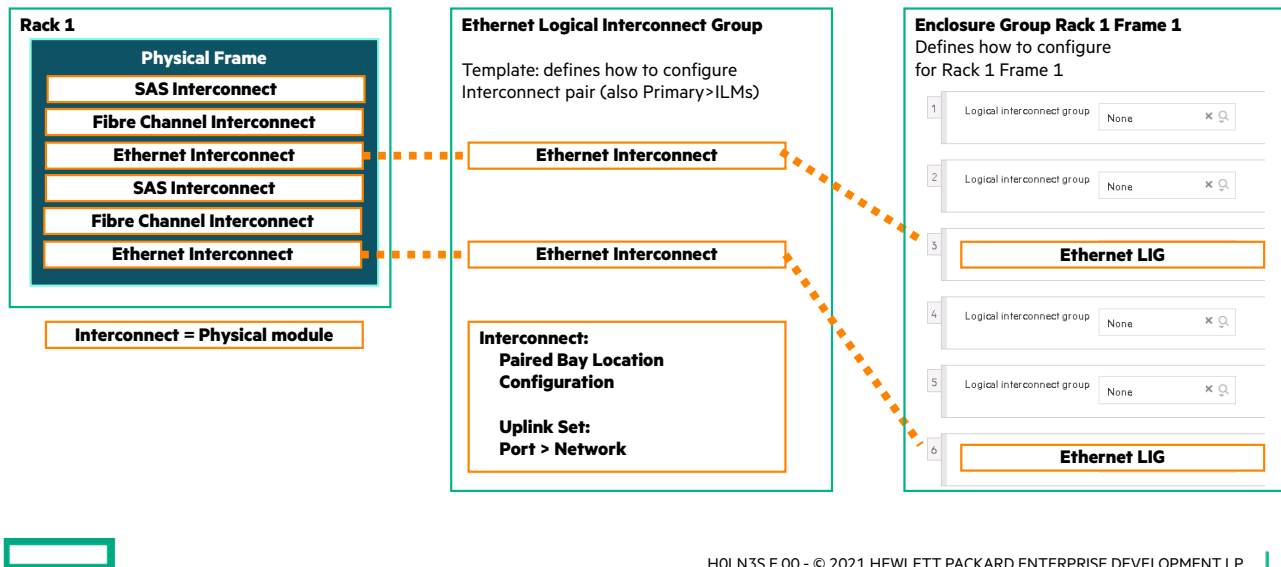 Rack 1
Physical Frame
SAS Interconnect
Fibre Channel Interconnect
Ethernet Interconnect
SAS Interconnect
Fibre Channel Interconnect
Ethernet Interconnect
Interconnect = Physical module
Ethernet Logical Interconnect Group
Template: defines how to configure
Interconnect pair (also Primary>ILMs)
Ethernet Interconnect
Ethernet Interconnect
Interconnect:
Paired Bay Location
Configuration
Uplink Set:
Port > Network
Enclosure Group Rack 1 Frame 1
Defines how to configure
for Rack 1 Frame 1
1 Logical interconnect group None ×
2 Logical interconnect group None ×
3 Ethernet LIG
4 Logical interconnect group None ×
5 Logical interconnect group None ×
6 Ethernet LIG
H0LN3S F.00 - © 2021 HEWLETT PACKARD ENTERPRISE DEVELOPMENT LP